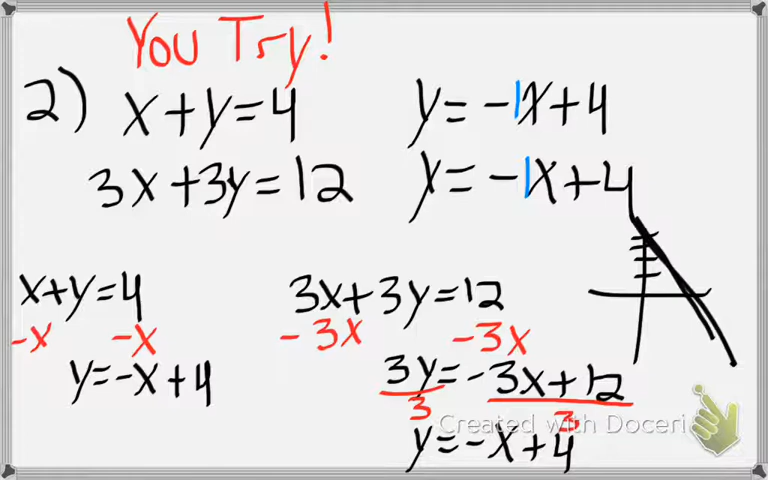 You Try!
2) x+y=4 y=-1x+4
3x+3y=12 y=-1x+4
x+y=4 3x+3y=12
-x -x -3x -3x
y=-x+4 3y=-3x+12
3 3
Created with Doceri
y=-x+4